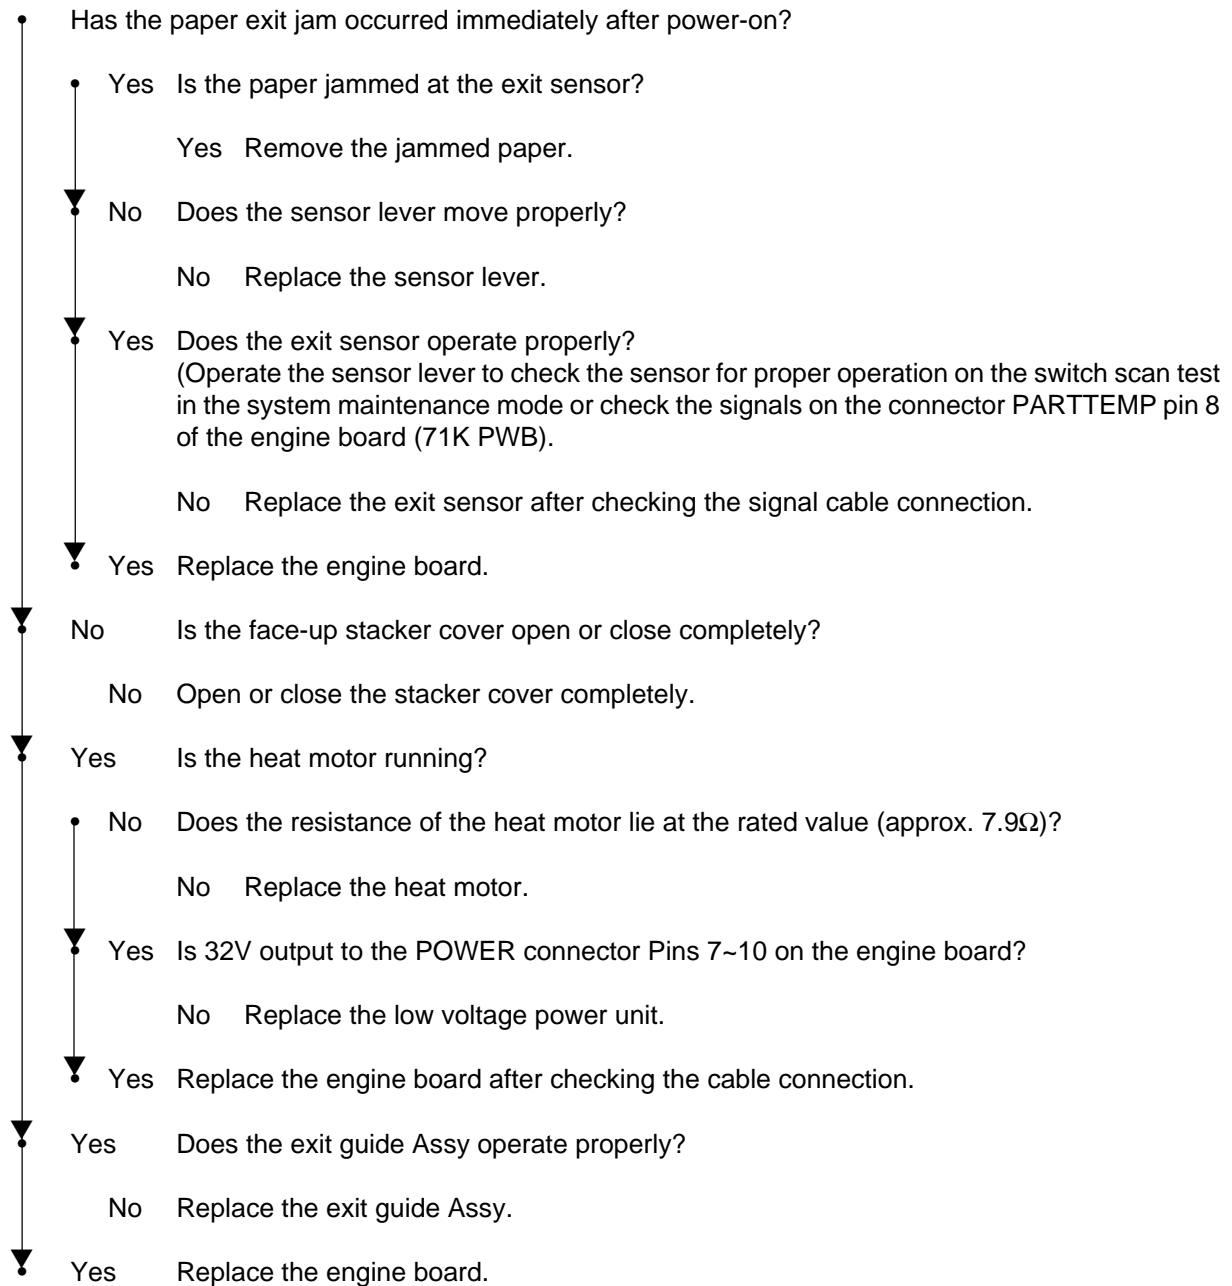 Has the paper exit jam occurred immediately after power-on?
Yes Is the paper jammed at the exit sensor?
Yes Remove the jammed paper.
No Does the sensor lever move properly?
No Replace the sensor lever.
Yes Does the exit sensor operate properly?
(Operate the sensor lever to check the sensor for proper operation on the switch scan test
in the system maintenance mode or check the signals on the connector PARTTEMP pin 8
of the engine board (71K PWB).
No Replace the exit sensor after checking the signal cable connection.
Yes Replace the engine board.
No Is the face-up stacker cover open or close completely?
No Open or close the stacker cover completely.
Yes Is the heat motor running?
No Does the resistance of the heat motor lie at the rated value (approx. 7.9Ω)?
No Replace the heat motor.
Yes Is 32V output to the POWER connector Pins 7~10 on the engine board?
No Replace the low voltage power unit.
Yes Replace the engine board after checking the cable connection.
Yes Does the exit guide Assy operate properly?
No Replace the exit guide Assy.
Yes Replace the engine board.